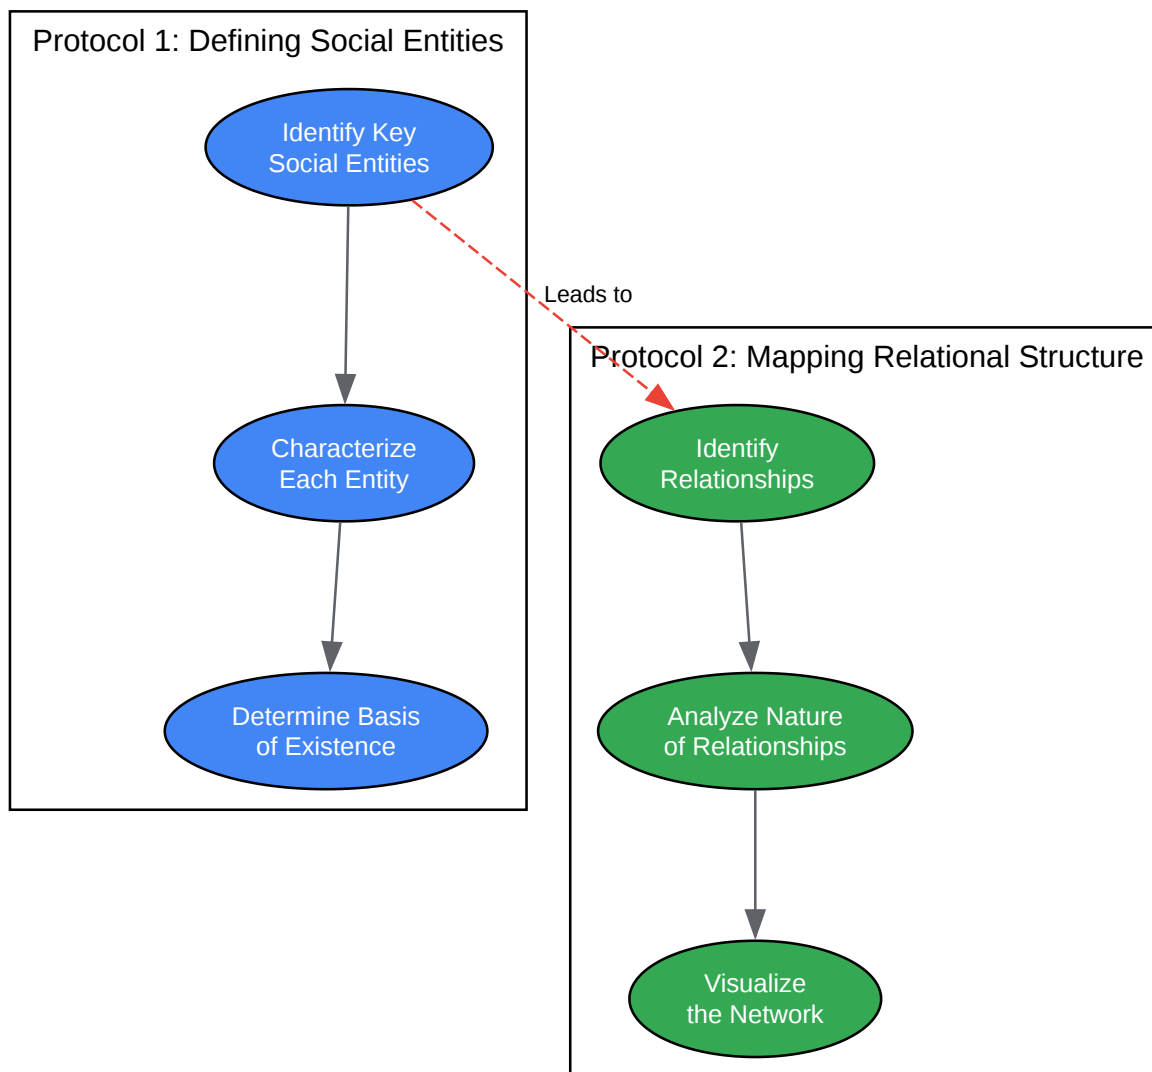 Protocol 1: Defining Social Entities
Identify Key
Social Entities
Leads to
Protocol 2: Mapping Relational Structure
Characterize
Each Entity
Identify
Relationships
Determine Basis
of Existence
Analyze Nature
of Relationships
Visualize
the Network